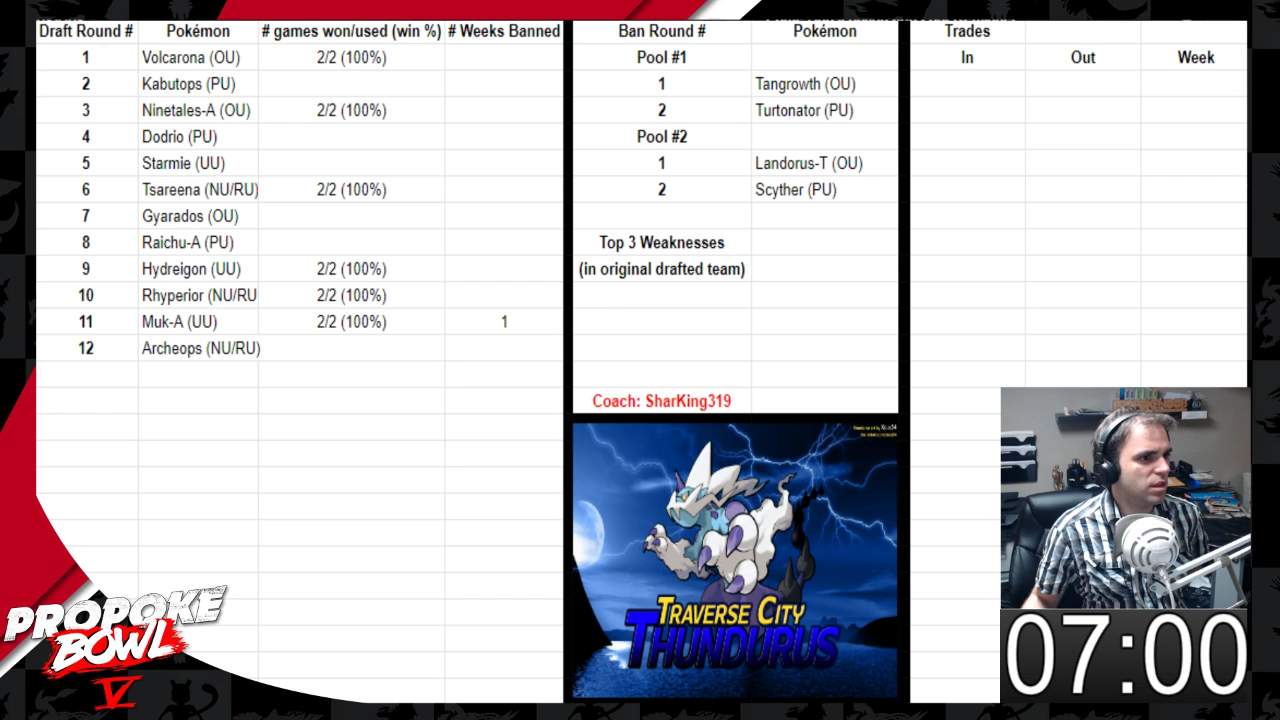 Draft Round # Pokémon # games won/used (win %) # Weeks Banned
1 Volcarona (OU) 2/2 (100%)
2 Kabutops (PU)
3 Ninetales-A (OU) 2/2 (100%)
4 Dodrio (PU)
5 Starmie (UU)
6 Tsareena (NU/RU) 2/2 (100%)
7 Gyarados (OU)
8 Raichu-A (PU)
9 Hydreigon (UU) 2/2 (100%)
10 Rhyperior (NU/RU 2/2 (100%)
11 Muk-A (UU) 2/2 (100%) 1
12 Archeops (NU/RU)
Ban Round # Pokémon
Pool #1
1 Tangrowth (OU)
2 Turtonator (PU)
Pool #2
1 Landorus-T (OU)
2 Scyther (PU)
Top 3 Weaknesses
(in original drafted team)
Coach: SharKing319
Trades
In Out Week
TRAVERSE CITY
THUNDURUS
PROPOKE
BOWL
V
07:00